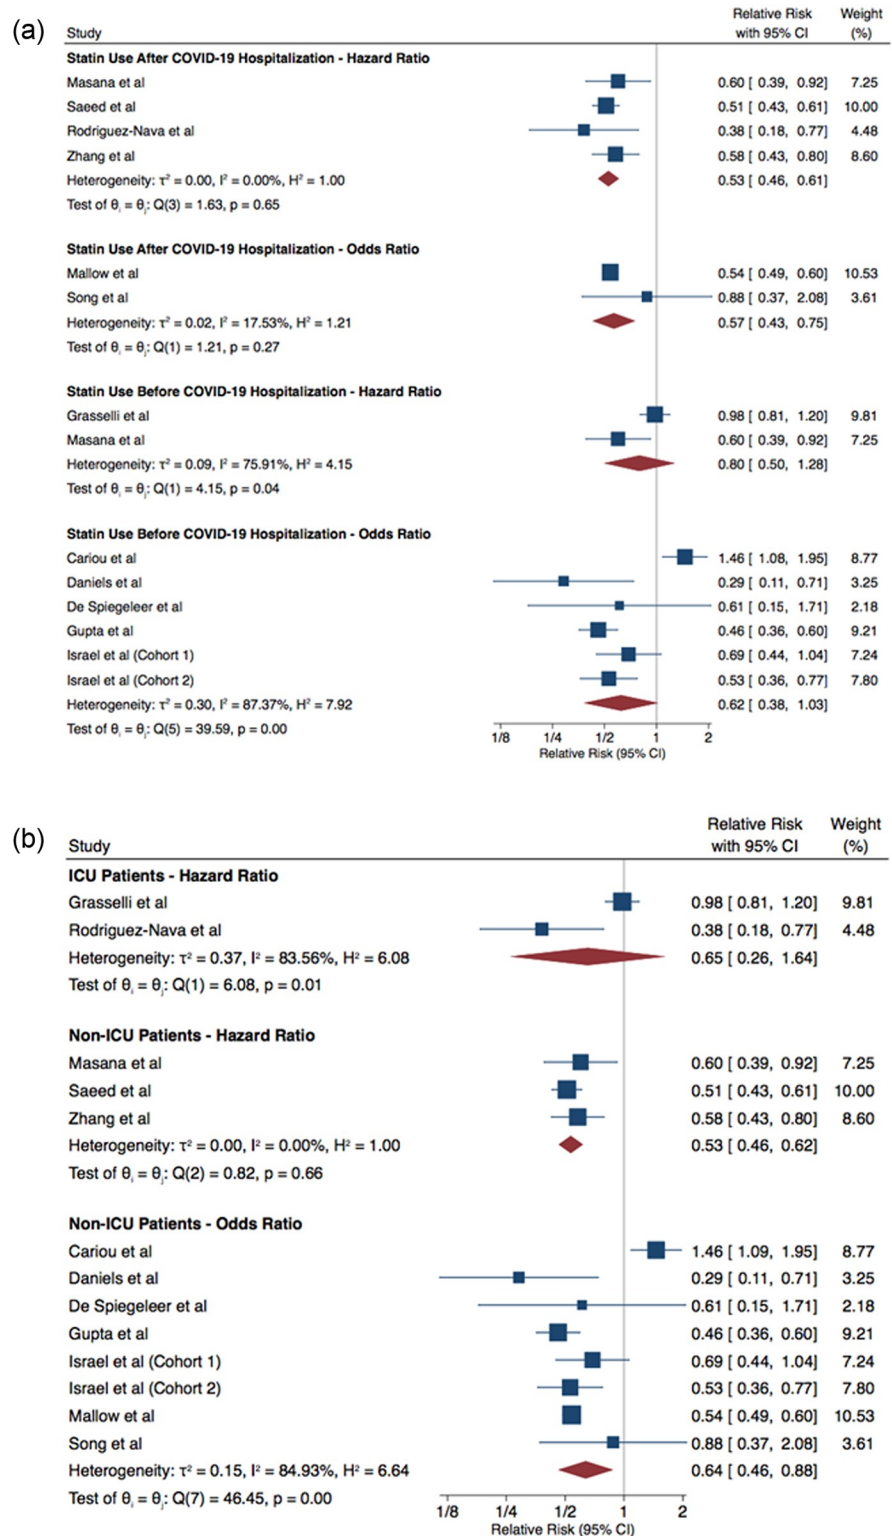 (a)
Relative Risk Weight
Study with 95% CI (%)
Statin Use After COVID-19 Hospitalization - Hazard Ratio
Masana et al 0.60 [ 0.39, 0.92] 7.25
Saeed et al 0.51 [ 0.43, 0.61] 10.00
Rodriguez-Nava et al 0.38 [ 0.18, 0.77] 4.48
Zhang et al 0.58 [ 0.43, 0.80] 8.60
Heterogeneity: τ² = 0.00, I² = 0.00%, H² = 1.00 0.53 [ 0.46, 0.61]
Test of θᵢ = θⱼ: Q(3) = 1.63, p = 0.65
Statin Use After COVID-19 Hospitalization - Odds Ratio
Mallow et al 0.54 [ 0.49, 0.60] 10.53
Song et al 0.88 [ 0.37, 2.08] 3.61
Heterogeneity: τ² = 0.02, I² = 17.53%, H² = 1.21 0.57 [ 0.43, 0.75]
Test of θᵢ = θⱼ: Q(1) = 1.21, p = 0.27
Statin Use Before COVID-19 Hospitalization - Hazard Ratio
Grasselli et al 0.98 [ 0.81, 1.20] 9.81
Masana et al 0.60 [ 0.39, 0.92] 7.25
Heterogeneity: τ² = 0.09, I² = 75.91%, H² = 4.15 0.80 [ 0.50, 1.28]
Test of θᵢ = θⱼ: Q(1) = 4.15, p = 0.04
Statin Use Before COVID-19 Hospitalization - Odds Ratio
Cariou et al 1.46 [ 1.08, 1.95] 8.77
Daniels et al 0.29 [ 0.11, 0.71] 3.25
De Spiegeleer et al 0.61 [ 0.15, 1.71] 2.18
Gupta et al 0.46 [ 0.36, 0.60] 9.21
Israel et al (Cohort 1) 0.69 [ 0.44, 1.04] 7.24
Israel et al (Cohort 2) 0.53 [ 0.36, 0.77] 7.80
Heterogeneity: τ² = 0.30, I² = 87.37%, H² = 7.92 0.62 [ 0.38, 1.03]
Test of θᵢ = θⱼ: Q(5) = 39.59, p = 0.00
1/8 1/4 1/2 1 2
Relative Risk (95% CI)
(b)
Relative Risk Weight
Study with 95% CI (%)
ICU Patients - Hazard Ratio
Grasselli et al 0.98 [ 0.81, 1.20] 9.81
Rodriguez-Nava et al 0.38 [ 0.18, 0.77] 4.48
Heterogeneity: τ² = 0.37, I² = 83.56%, H² = 6.08 0.65 [ 0.26, 1.64]
Test of θᵢ = θⱼ: Q(1) = 6.08, p = 0.01
Non-ICU Patients - Hazard Ratio
Masana et al 0.60 [ 0.39, 0.92] 7.25
Saeed et al 0.51 [ 0.43, 0.61] 10.00
Zhang et al 0.58 [ 0.43, 0.80] 8.60
Heterogeneity: τ² = 0.00, I² = 0.00%, H² = 1.00 0.53 [ 0.46, 0.62]
Test of θᵢ = θⱼ: Q(2) = 0.82, p = 0.66
Non-ICU Patients - Odds Ratio
Cariou et al 1.46 [ 1.09, 1.95] 8.77
Daniels et al 0.29 [ 0.11, 0.71] 3.25
De Spiegeleer et al 0.61 [ 0.15, 1.71] 2.18
Gupta et al 0.46 [ 0.36, 0.60] 9.21
Israel et al (Cohort 1) 0.69 [ 0.44, 1.04] 7.24
Israel et al (Cohort 2) 0.53 [ 0.36, 0.77] 7.80
Mallow et al 0.54 [ 0.49, 0.60] 10.53
Song et al 0.88 [ 0.37, 2.08] 3.61
Heterogeneity: τ² = 0.15, I² = 84.93%, H² = 6.64 0.64 [ 0.46, 0.88]
Test of θᵢ = θⱼ: Q(7) = 46.45, p = 0.00
1/8 1/4 1/2 1 2
Relative Risk (95% CI)